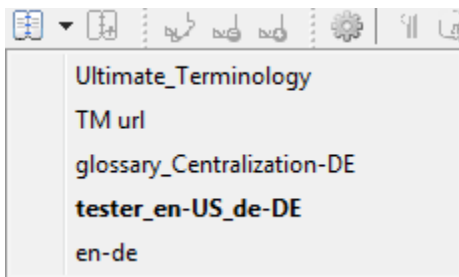 Ultimate_Terminology
TM url
glossary_Centralization-DE
tester_en-US_de-DE
en-de